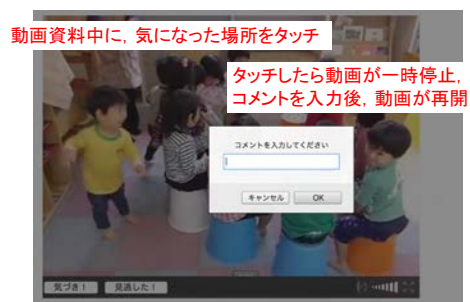 動画資料中に，気になった場所をタッチ
タッチしたら動画が一時停止，
コメントを入力後，動画が再開
コメントを入力してください
キャンセル
OK
気づき！
見逃した！